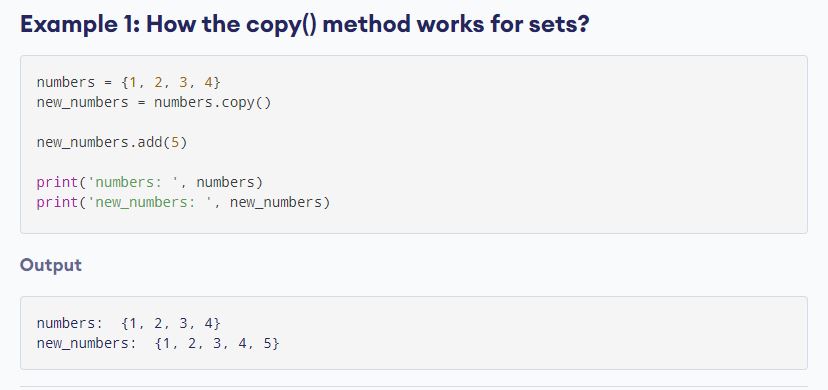 Example 1: How the copy() method works for sets?
numbers = {1, 2, 3, 4}
new_numbers = numbers.copy()
new_numbers.add(5)
print('numbers: ', numbers)
print('new_numbers: ', new_numbers)
Output
numbers:  {1, 2, 3, 4}
new_numbers:  {1, 2, 3, 4, 5}